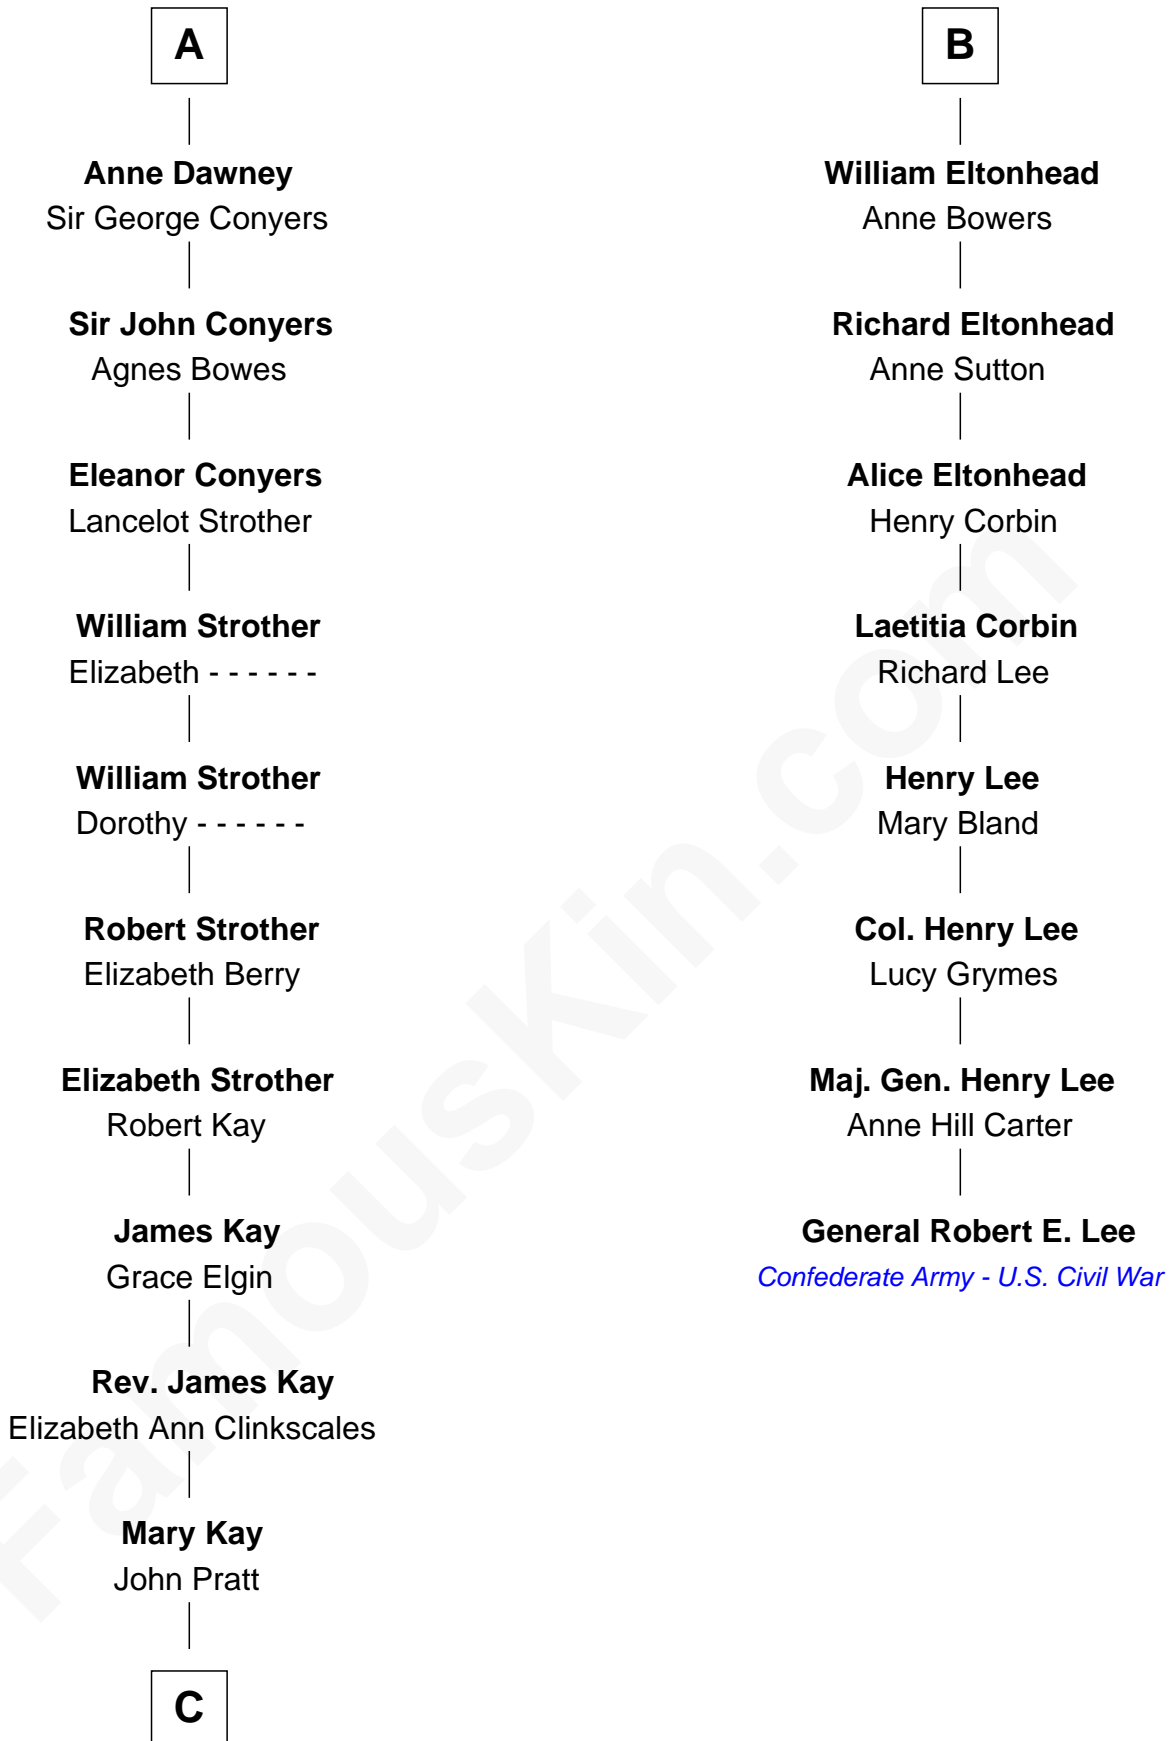 A
Anne Dawney
Sir George Conyers
Sir John Conyers
Agnes Bowes
Eleanor Conyers
Lancelot Strother
William Strother
Elizabeth - - - - - -
William Strother
Dorothy - - - - - -
Robert Strother
Elizabeth Berry
Elizabeth Strother
Robert Kay
James Kay
Grace Elgin
Rev. James Kay
Elizabeth Ann Clinkscales
Mary Kay
John Pratt
C
B
William Eltonhead
Anne Bowers
Richard Eltonhead
Anne Sutton
Alice Eltonhead
Henry Corbin
Laetitia Corbin
Richard Lee
Henry Lee
Mary Bland
Col. Henry Lee
Lucy Grymes
Maj. Gen. Henry Lee
Anne Hill Carter
General Robert E. Lee
Confederate Army - U.S. Civil War
FamousKin.com